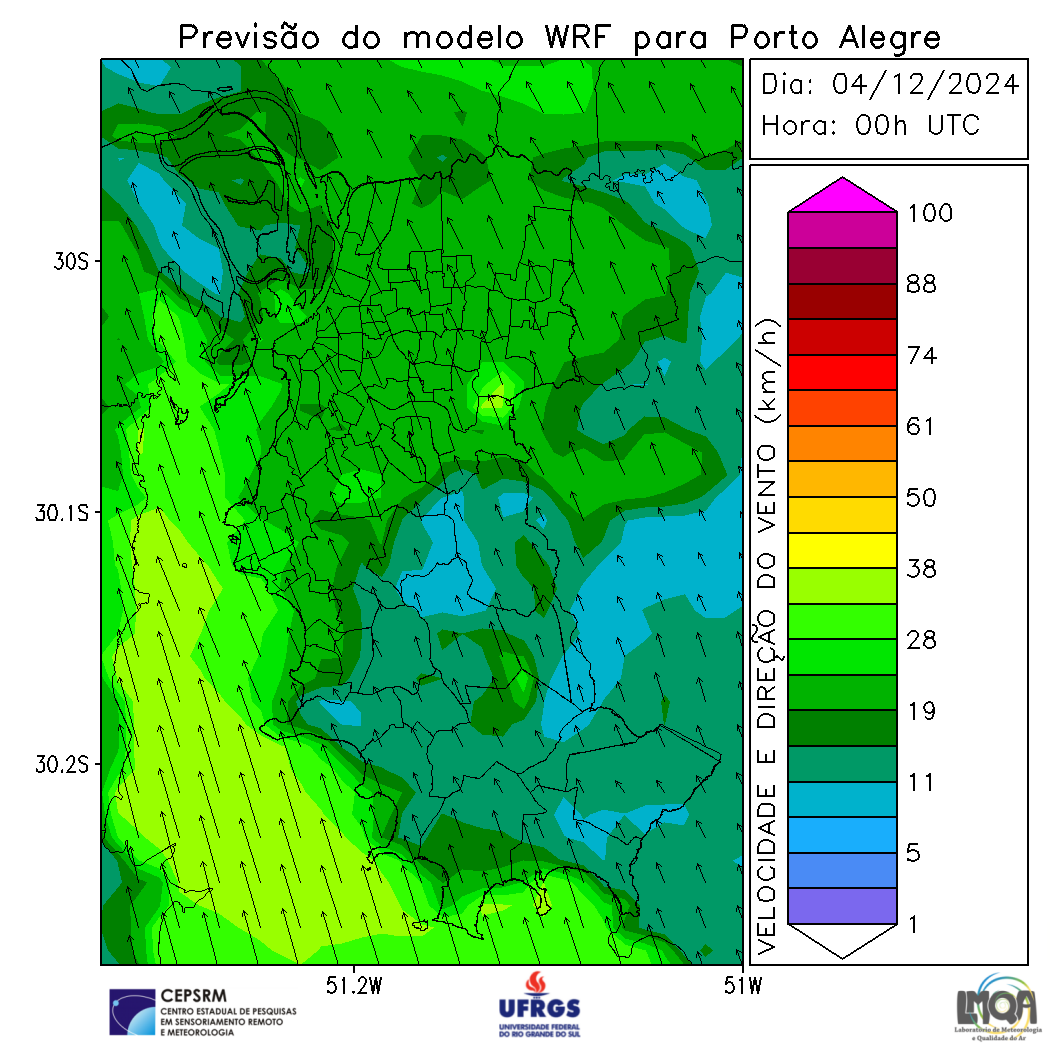 Previsão do modelo WRF para Porto Alegre
Dia: 04/12/2024
Hora: 00h UTC
30S
30.1S
30.2S
51.2W
51W
VELOCIDADE E DIREÇÃO DO VENTO (km/h)
100
88
74
61
50
38
28
19
11
5
1
CEPSRM
CENTRO ESTADUAL DE PESQUISAS
EM SENSORIAMENTO REMOTO
E METEOROLOGIA
UFRGS
UNIVERSIDADE FEDERAL
DO RIO GRANDE DO SUL
LMQA
Laboratório de Meteorologia
e Qualidade do Ar